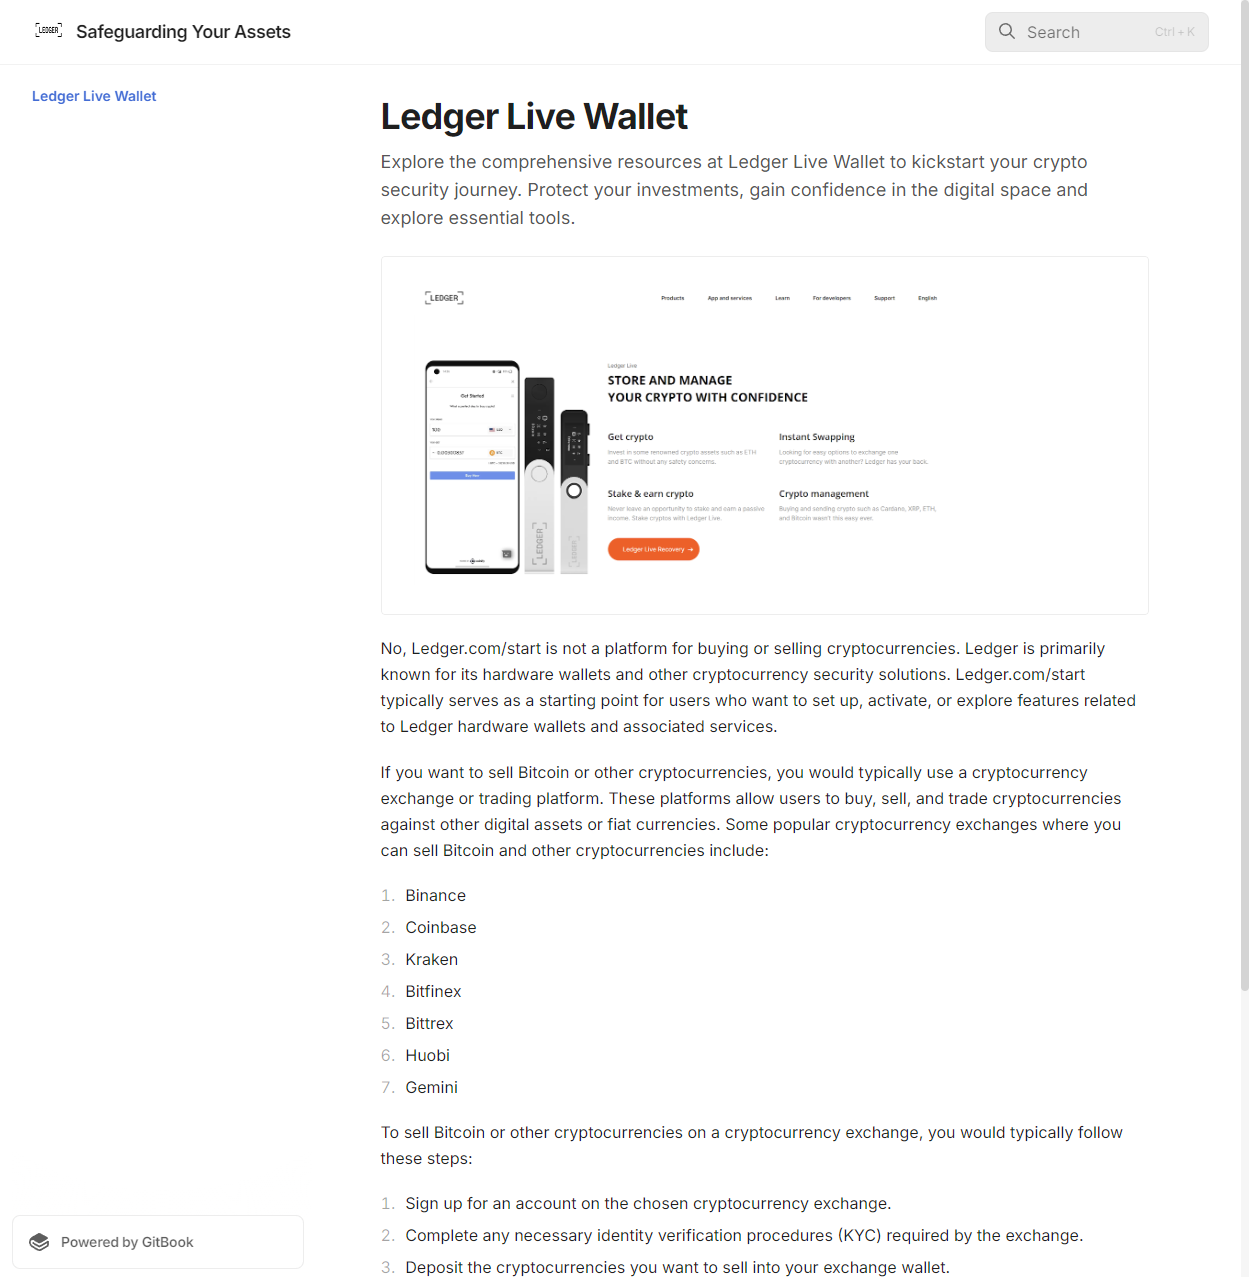 LEDGER
Safeguarding Your Assets
Search
Ctrl + K
Ledger Live Wallet
Ledger Live Wallet
Explore the comprehensive resources at Ledger Live Wallet to kickstart your crypto
security journey. Protect your investments, gain confidence in the digital space and
explore essential tools.
LEDGER
Products App and services Learn For developers Support English
Get Started
100
Buy Now
LEDGER
Ledger Live
STORE AND MANAGE
YOUR CRYPTO WITH CONFIDENCE
Get crypto
Invest in some renowned crypto assets such as ETH
and BTC without any safety concerns.
Instant Swapping
Looking for easy options to exchange one
cryptocurrency with another? Ledger has your back.
Stake & earn crypto
Never leave an opportunity to stake and earn a passive
income. Stake cryptos with Ledger Live.
Crypto management
Buying and sending crypto such as Cardano, XRP, ETH,
and Bitcoin wasn't this easy ever.
Ledger Live Recovery →
No, Ledger.com/start is not a platform for buying or selling cryptocurrencies. Ledger is primarily
known for its hardware wallets and other cryptocurrency security solutions. Ledger.com/start
typically serves as a starting point for users who want to set up, activate, or explore features related
to Ledger hardware wallets and associated services.
If you want to sell Bitcoin or other cryptocurrencies, you would typically use a cryptocurrency
exchange or trading platform. These platforms allow users to buy, sell, and trade cryptocurrencies
against other digital assets or fiat currencies. Some popular cryptocurrency exchanges where you
can sell Bitcoin and other cryptocurrencies include:
1. Binance
2. Coinbase
3. Kraken
4. Bitfinex
5. Bittrex
6. Huobi
7. Gemini
To sell Bitcoin or other cryptocurrencies on a cryptocurrency exchange, you would typically follow
these steps:
1. Sign up for an account on the chosen cryptocurrency exchange.
2. Complete any necessary identity verification procedures (KYC) required by the exchange.
3. Deposit the cryptocurrencies you want to sell into your exchange wallet.
Powered by GitBook